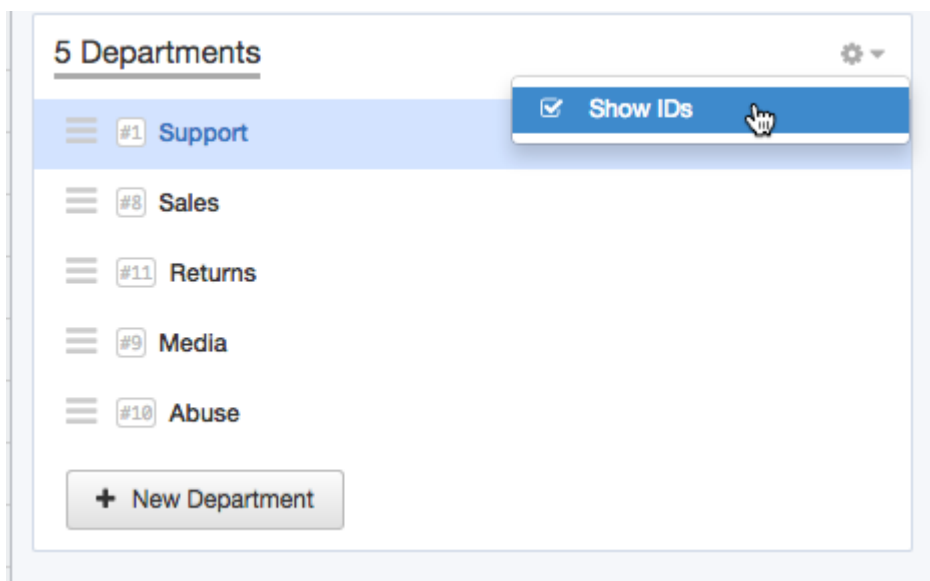 5 Departments
Show IDs
#1 Support
#8 Sales
#11 Returns
#9 Media
#10 Abuse
+ New Department